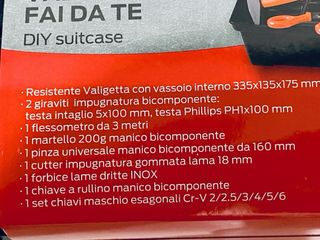 FAI DA TE
DIY suitcase
· Resistente Valigetta con vassoio interno 335x135x175 mm
· 2 giraviti impugnatura bicomponente:
testa intaglio 5x100 mm, testa Phillips PH1x100 mm
· 1 flessometro da 3 metri
· 1 martello 200g manico bicomponente
· 1 pinza universale manico bicomponente da 160 mm
· 1 cutter impugnatura gommata lama 18 mm
· 1 forbice lame dritte INOX
· 1 chiave a rullino manico bicomponente
· 1 set chiavi maschio esagonali Cr-V 2/2.5/3/4/5/6